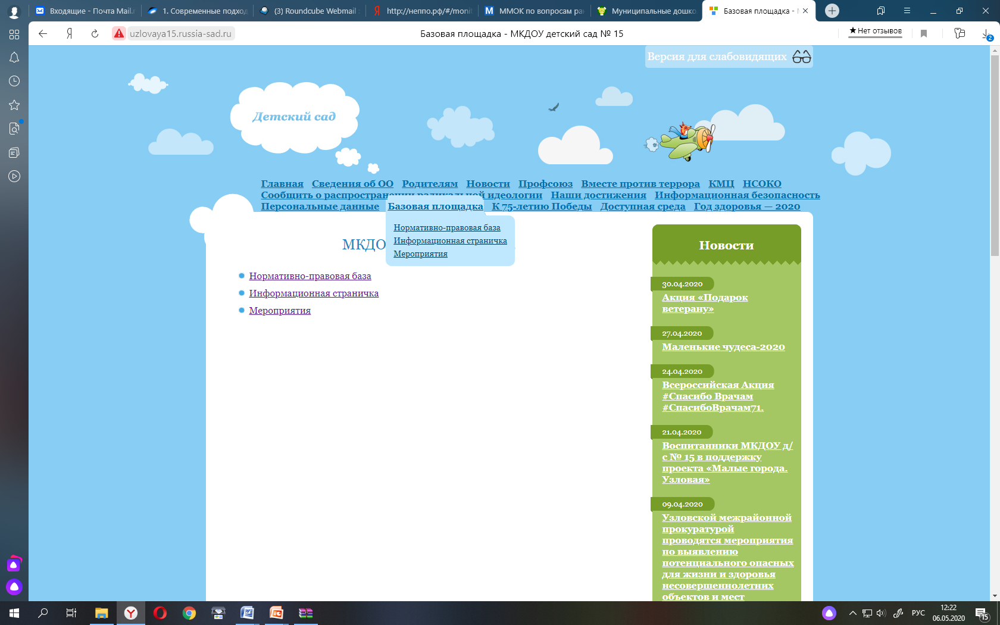 Входящие - Почта Mail.r
1. Современные подход
(3) Roundcube Webmail :
http://неппо.рф/#/monit
ММОК по вопросам ра
Муниципальные дошко
Базовая площадка - М
uzlovaya15.russia-sad.ru
Базовая площадка - МКДОУ детский сад № 15
★Нет отзывов
2
Версия для слабовидящих
Детский сад
Главная Сведения об ОО Родителям Новости Профсоюз Вместе против террора КМЦ НСОКО
Сообщить о распространении радикальной идеологии Наши достижения Информационная безопасность
Персональные данные Базовая площадка К 75-летию Победы Доступная среда Год здоровья — 2020
Нормативно-правовая база
Информационная страничка
Мероприятия
МКДО
Нормативно-правовая база
Информационная страничка
Мероприятия
Новости
30.04.2020
Акция «Подарок
ветерану»
27.04.2020
Маленькие чудеса-2020
24.04.2020
Всероссийская Акция
#Спасибо Врачам
#СпасибоВрачам71.
21.04.2020
Воспитанники МКДОУ д/
с № 15 в поддержку
проекта «Малые города.
Узловая»
09.04.2020
Узловской межрайонной
прокуратурой
проводятся мероприятия
по выявлению
потенциального опасных
для жизни и здоровья
несовершеннолетних
объектов и мест
РУС
12:22
06.05.2020
15